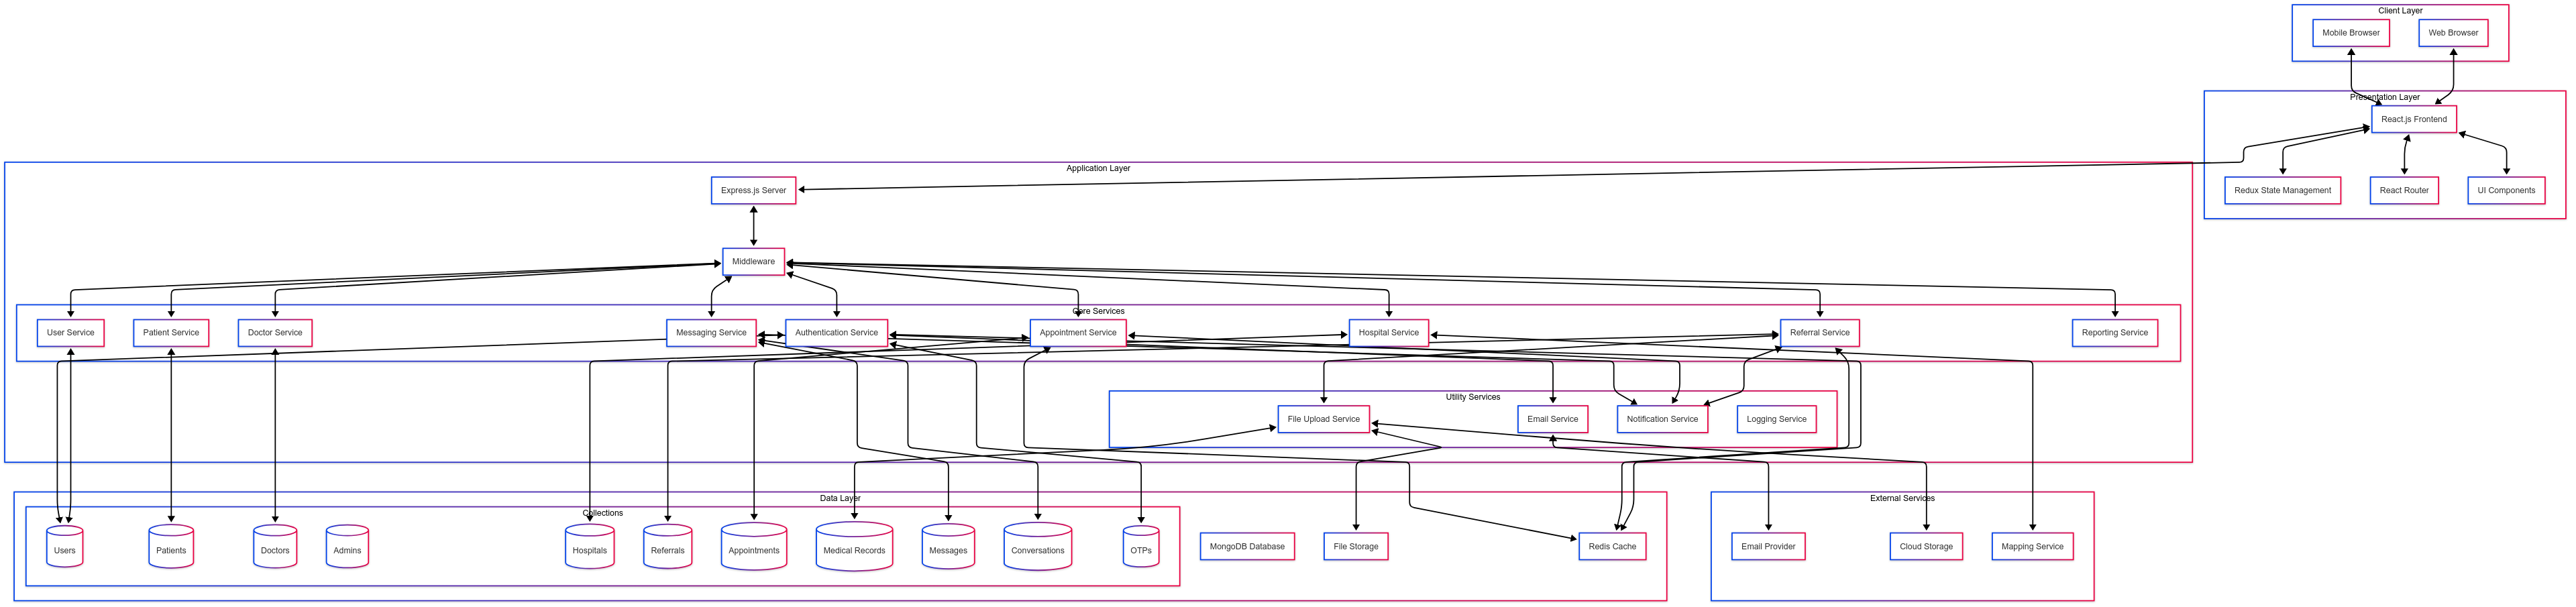 Client Layer
Mobile Browser
Web Browser
Presentation Layer
React.js Frontend
Redux State Management
React Router
UI Components
Application Layer
Express.js Server
Middleware
Core Services
User Service
Patient Service
Doctor Service
Messaging Service
Authentication Service
Appointment Service
Hospital Service
Referral Service
Reporting Service
Utility Services
File Upload Service
Email Service
Notification Service
Logging Service
Data Layer
Collections
Users
Patients
Doctors
Admins
Hospitals
Referrals
Appointments
Medical Records
Messages
Conversations
OTPs
MongoDB Database
File Storage
Redis Cache
External Services
Email Provider
Cloud Storage
Mapping Service